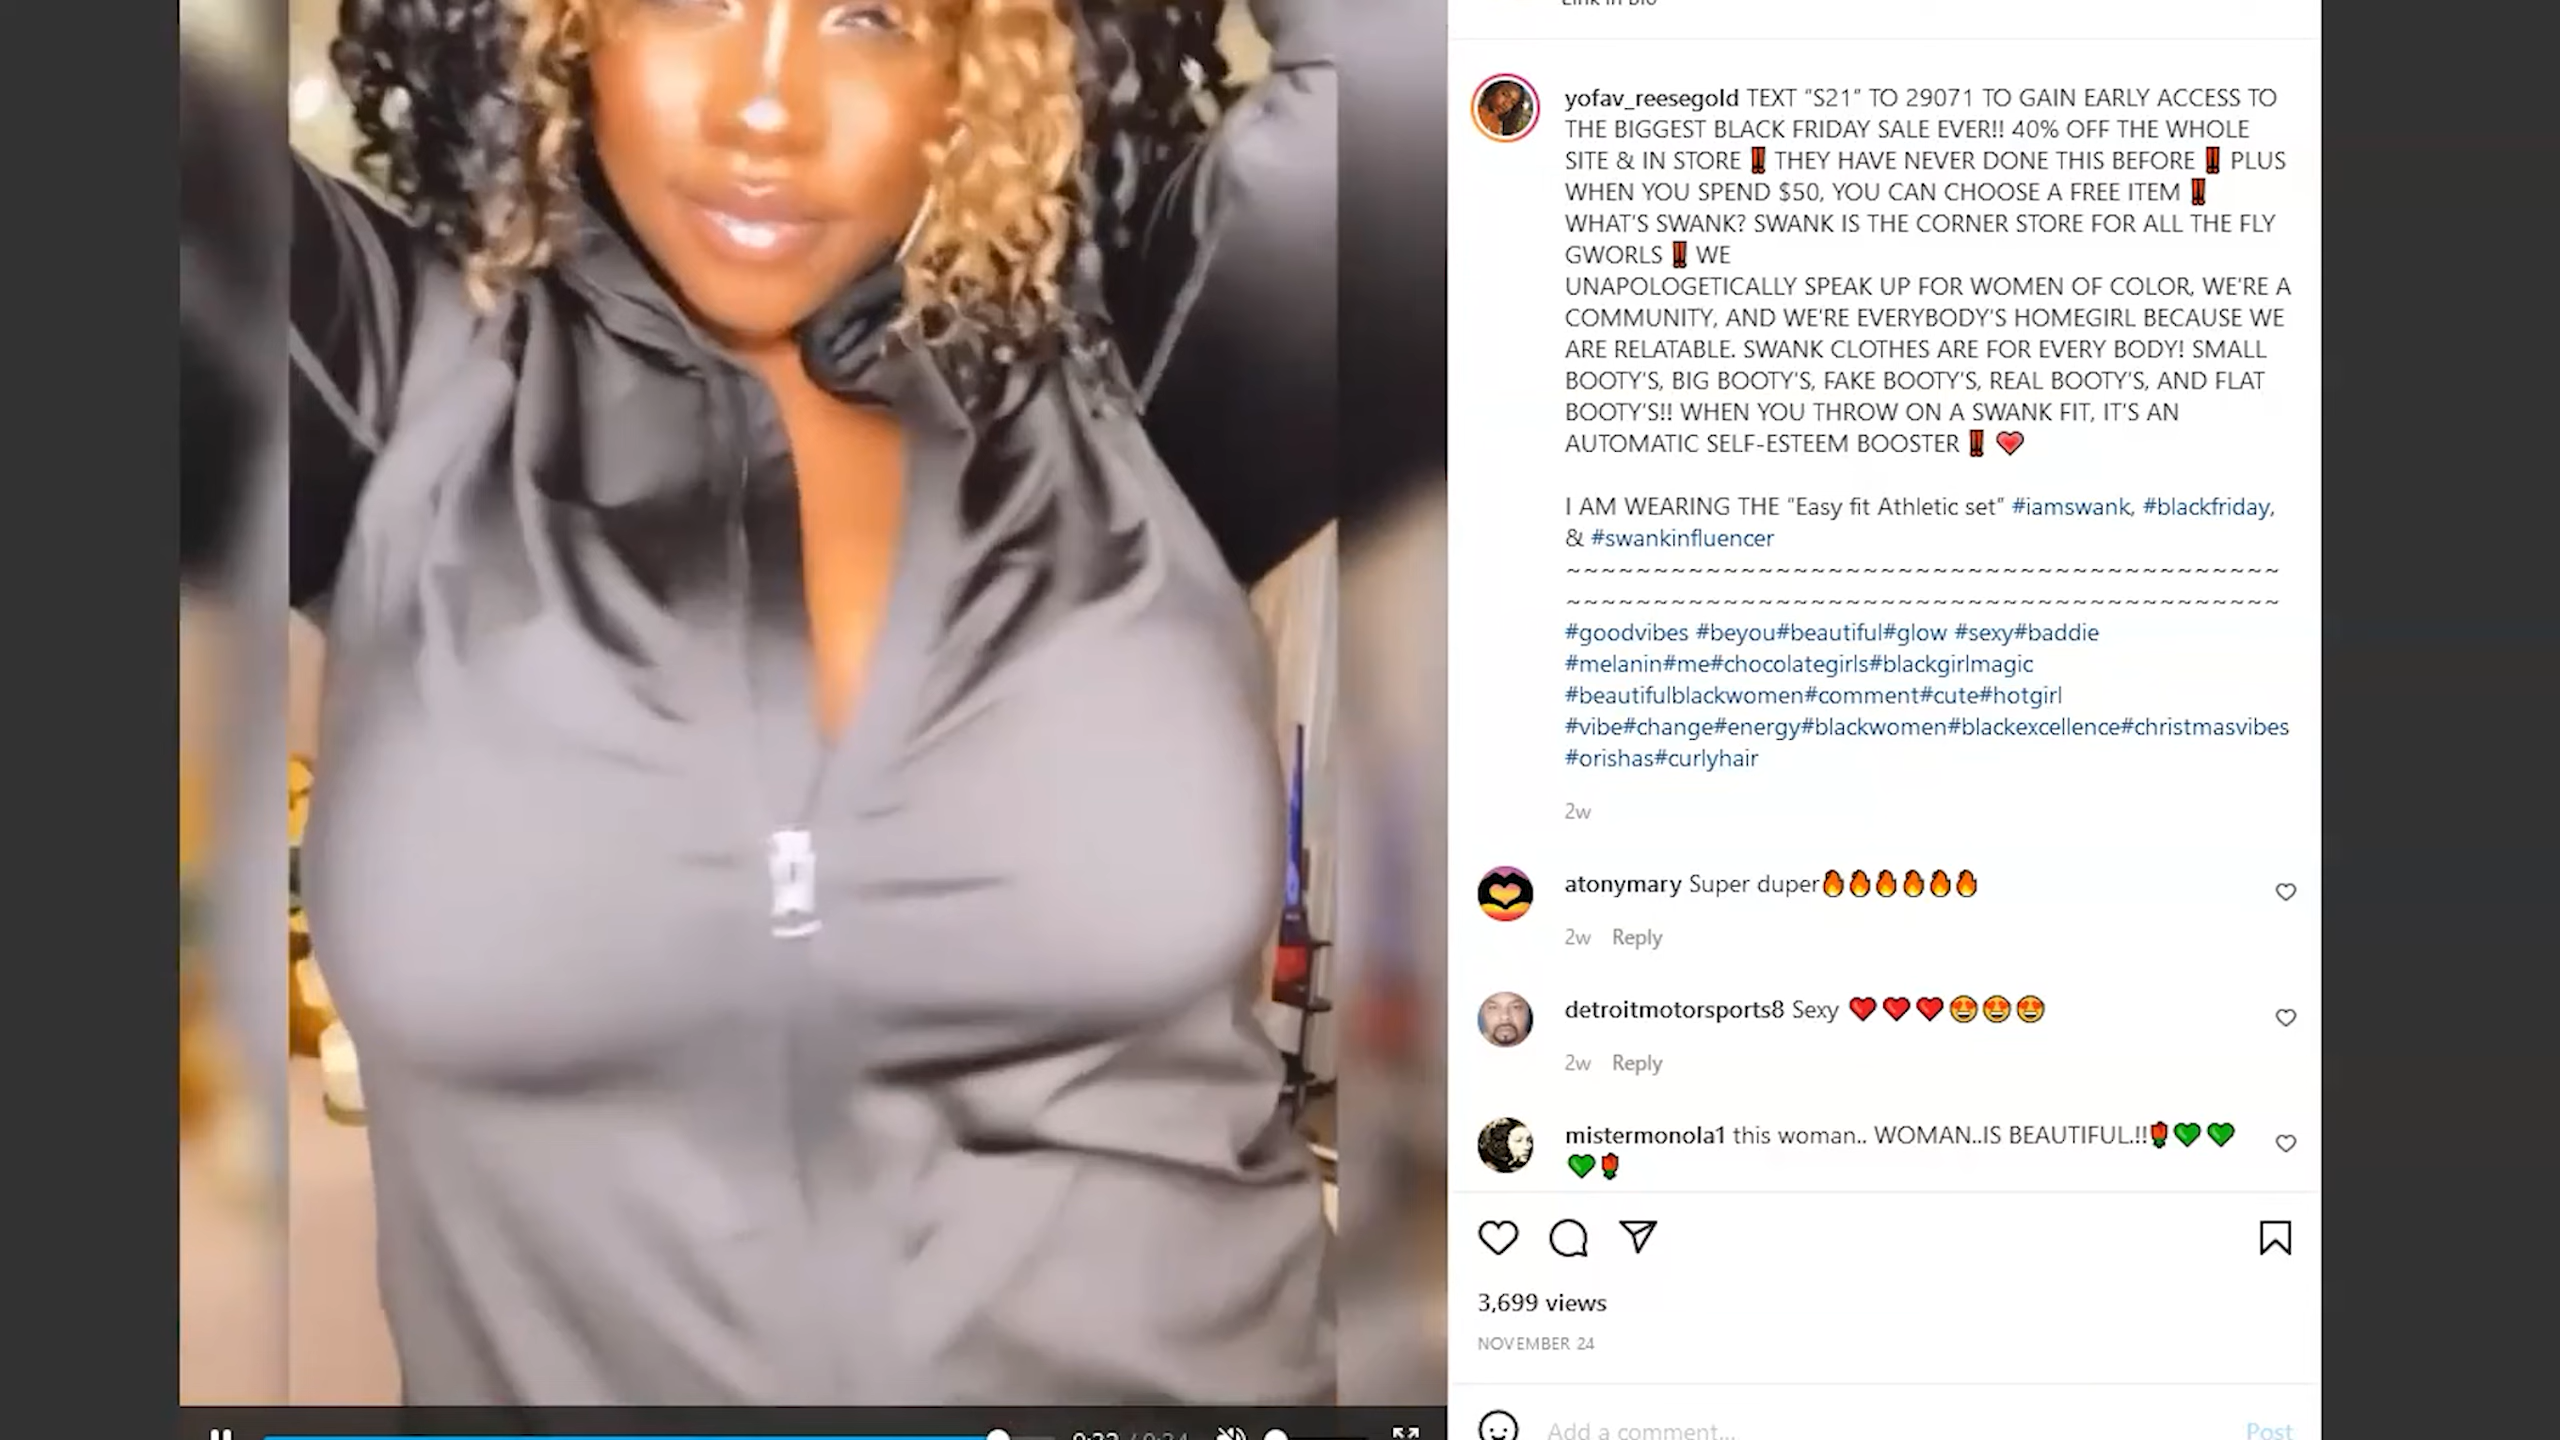 yofav_reesegold TEXT "S21" TO 29071 TO GAIN EARLY ACCESS TO
THE BIGGEST BLACK FRIDAY SALE EVER!! 40% OFF THE WHOLE
SITE & IN STORE‼️THEY HAVE NEVER DONE THIS BEFORE‼️PLUS
WHEN YOU SPEND $50, YOU CAN CHOOSE A FREE ITEM‼️
WHAT'S SWANK? SWANK IS THE CORNER STORE FOR ALL THE FLY
GWORLS‼️WE
UNAPOLOGETICALLY SPEAK UP FOR WOMEN OF COLOR, WE'RE A
COMMUNITY, AND WE'RE EVERYBODY'S HOMEGIRL BECAUSE WE
ARE RELATABLE. SWANK CLOTHES ARE FOR EVERY BODY! SMALL
BOOTY'S, BIG BOOTY'S, FAKE BOOTY'S, REAL BOOTY'S, AND FLAT
BOOTY'S!! WHEN YOU THROW ON A SWANK FIT, IT'S AN
AUTOMATIC SELF-ESTEEM BOOSTER‼️❤️
I AM WEARING THE "Easy fit Athletic set" #iamswank, #blackfriday,
& #swankinfluencer
~~~~~~~~~~~~~~~~~~~~~~~~~~~~~~~~~~~~~~~~~
~~~~~~~~~~~~~~~~~~~~~~~~~~~~~~~~~~~~~~~~~
#goodvibes #beyou#beautiful#glow #sexy#baddie
#melanin#me#chocolategirls#blackgirlmagic
#beautifulblackwomen#comment#cute#hotgirl
#vibe#change#energy#blackwomen#blackexcellence#christmasvibes
#orishas#curlyhair
2w
atonymary Super duper🔥🔥🔥🔥🔥🔥
2w Reply
detroitmotorsports8 Sexy ❤️❤️❤️😍😍😍
2w Reply
mistermonola1 this woman.. WOMAN..IS BEAUTIFUL.!!🌹💚💚
💚🌹
3,699 views
NOVEMBER 24
Add a comment...
Post